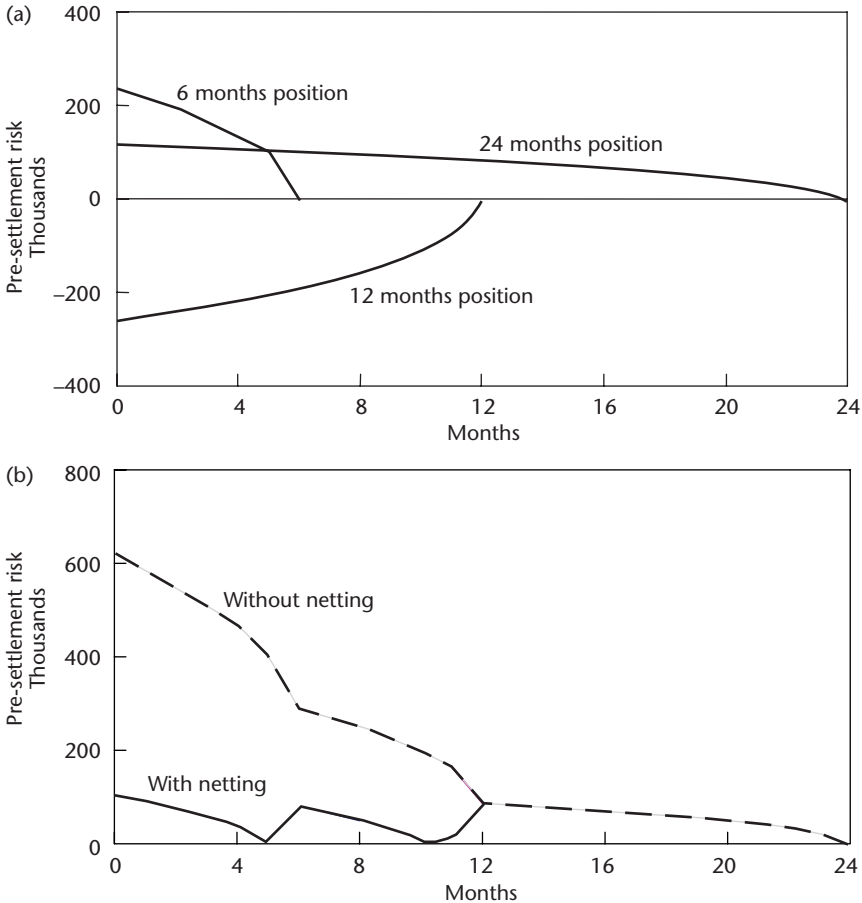 (a)
400
200
0
−200
−400
Pre-settlement risk
Thousands
6 months position
24 months position
12 months position
0 4 8 12 16 20 24
Months
(b)
800
600
400
200
0
Pre-settlement risk
Thousands
Without netting
With netting
0 4 8 12 16 20 24
Months